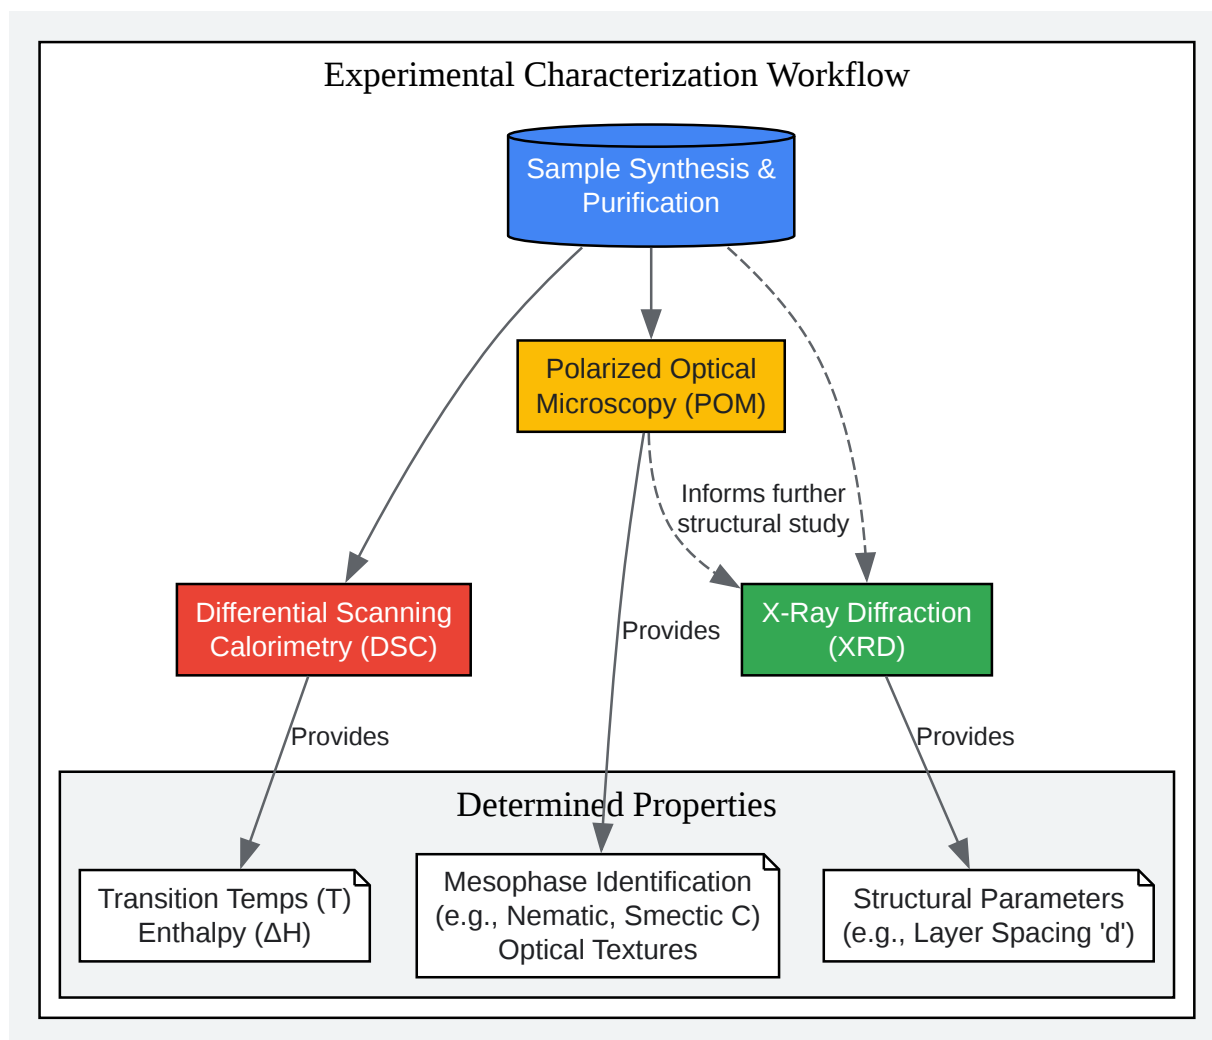 Experimental Characterization Workflow
Sample Synthesis &
Purification
Polarized Optical
Microscopy (POM)
Informs further
structural study
Differential Scanning
Calorimetry (DSC)
Provides
X-Ray Diffraction
(XRD)
Provides
Provides
Determined Properties
Transition Temps (T)
Enthalpy (ΔH)
Mesophase Identification
(e.g., Nematic, Smectic C)
Optical Textures
Structural Parameters
(e.g., Layer Spacing 'd')